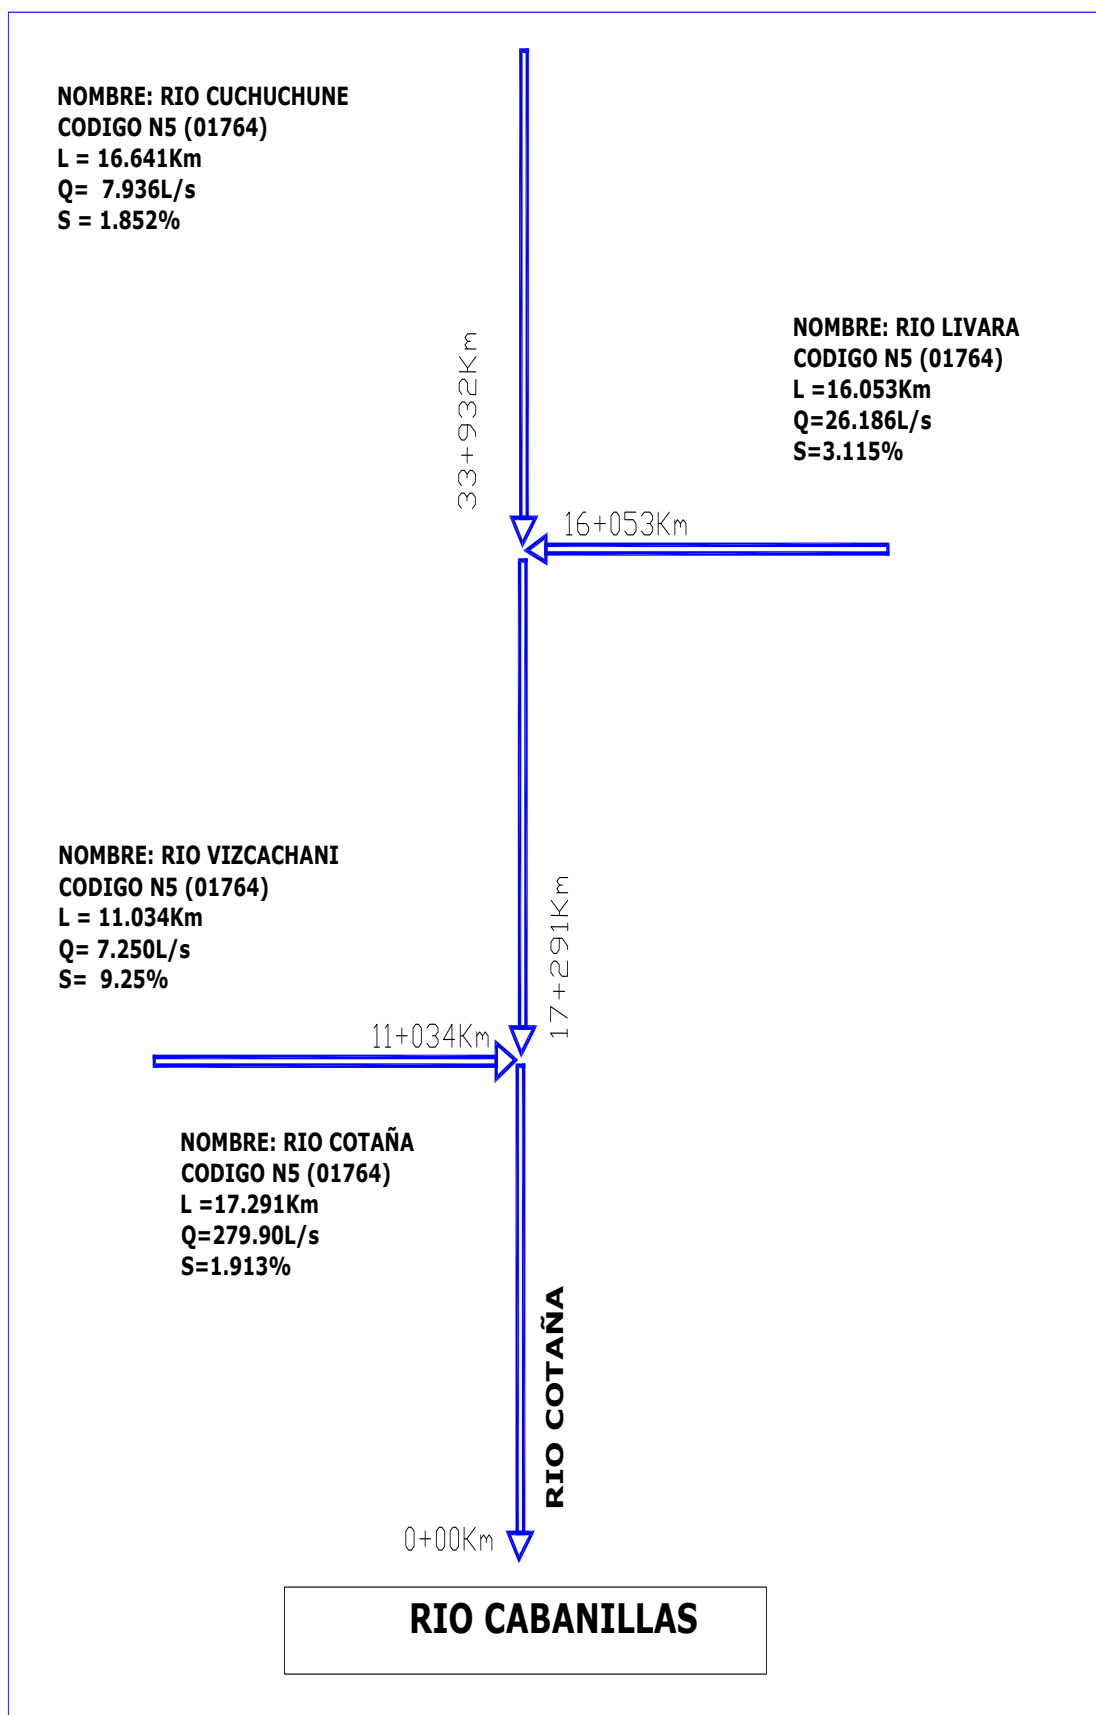 NOMBRE: RIO CUCHUCHUNE
CODIGO N5 (01764)
L = 16.641Km
Q=  7.936L/s
S = 1.852%
33+932Km
NOMBRE: RIO LIVARA
CODIGO N5 (01764)
L =16.053Km
Q=26.186L/s
S=3.115%
16+053Km
NOMBRE: RIO VIZCACHANI
CODIGO N5 (01764)
L = 11.034Km
Q= 7.250L/s
S=  9.25%
17+291Km
11+034Km
NOMBRE: RIO COTAÑA
CODIGO N5 (01764)
L =17.291Km
Q=279.90L/s
S=1.913%
RIO COTAÑA
0+00Km
RIO CABANILLAS